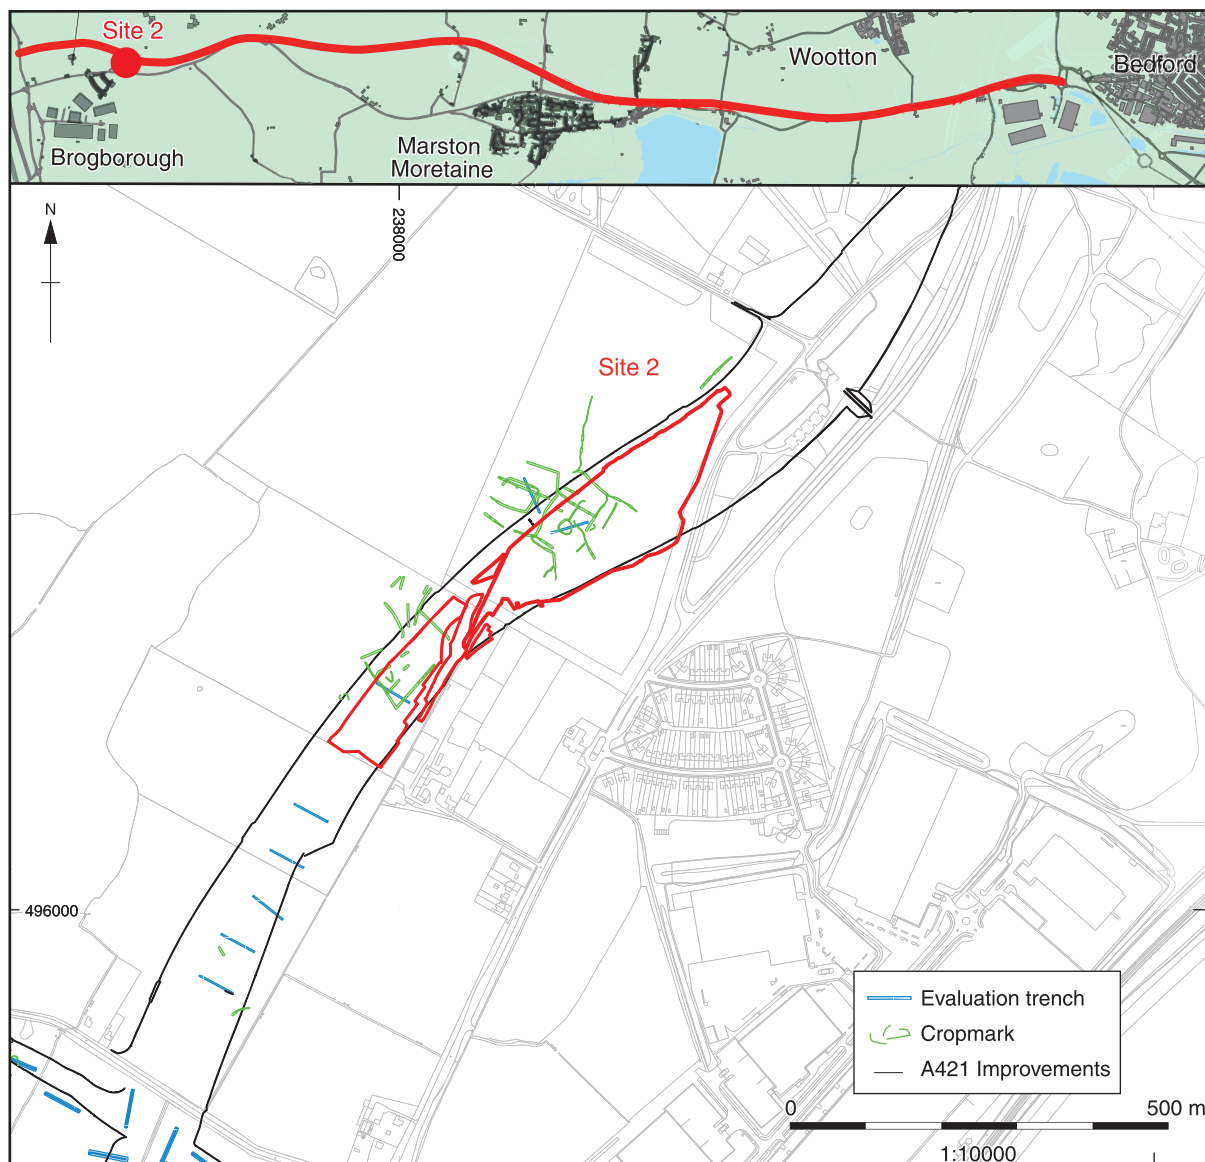 Site 2
Wootton
Bedford
Brogborough
Marston
Moretaine
N
238000
Site 2
496000
Evaluation trench
Cropmark
A421 Improvements
0
500 m
1:10000